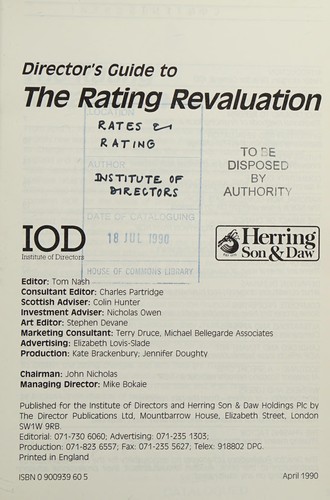 Director's Guide to
The Rating Revaluation
LOCATION
RATES &
RATING
AUTHOR
INSTITUTE OF
DIRECTORS
TO BE
DISPOSED
BY
AUTHORITY
DATE OF CATALOGUING
18 JUL 1990
HOUSE OF COMMONS LIBRARY
IOD
Institute of Directors
Herring
Son & Daw
Editor: Tom Nash
Consultant Editor: Charles Partridge
Scottish Adviser: Colin Hunter
Investment Adviser: Nicholas Owen
Art Editor: Stephen Devane
Marketing Consultant: Terry Druce, Michael Bellegarde Associates
Advertising: Elizabeth Lovis-Slade
Production: Kate Brackenbury; Jennifer Doughty
Chairman: John Nicholas
Managing Director: Mike Bokaie
Published for the Institute of Directors and Herring Son & Daw Holdings Plc by
The Director Publications Ltd, Mountbarrow House, Elizabeth Street, London
SW1W 9RB.
Editorial: 071-730 6060; Advertising: 071-235 1303;
Production: 071-823 6557; Fax: 071-235 5627; Telex: 918802 DPG.
Printed in England
ISBN 0 900939 60 5
April 1990